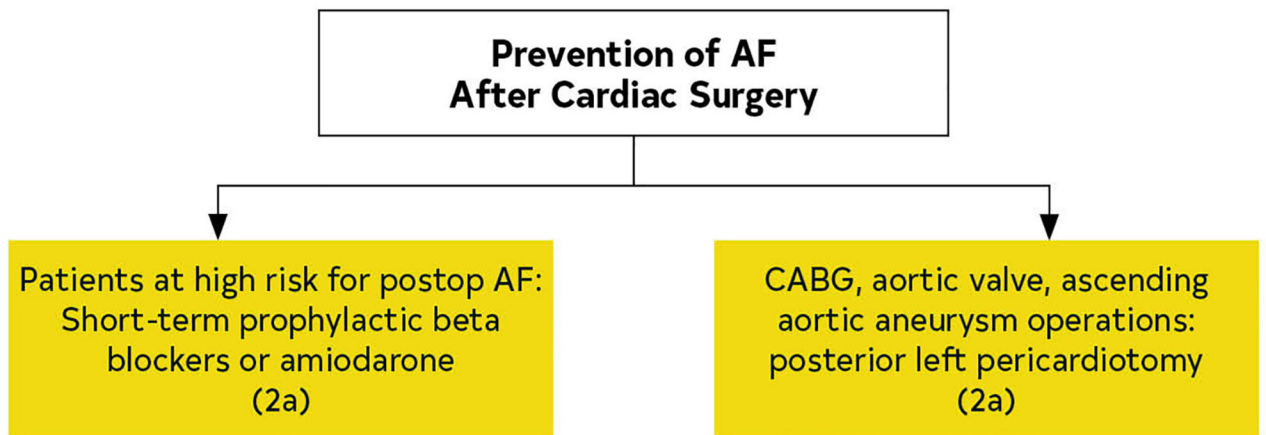 Prevention of AF
After Cardiac Surgery
Patients at high risk for postop AF:
Short-term prophylactic beta
blockers or amiodarone
(2a)
CABG, aortic valve, ascending
aortic aneurysm operations:
posterior left pericardiotomy
(2a)